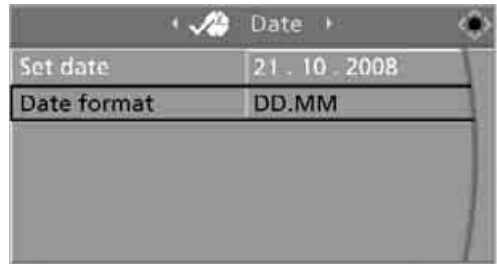 Date
Set date 21 . 10 . 2008
Date format DD.MM